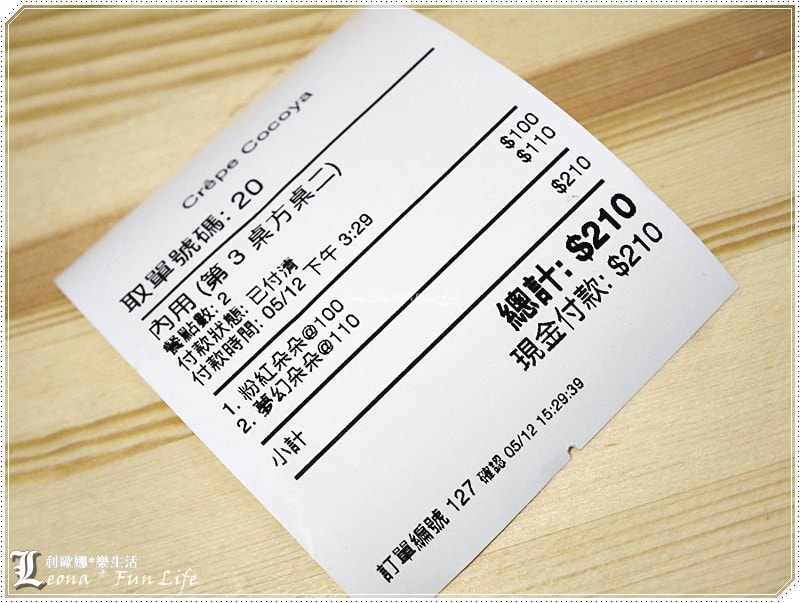 Crêpe Cocoya
取單號碼: 20
內用 (第 3 桌方桌二)
餐點數: 2
付款狀態: 已付清
付款時間: 05/12 下午 3:29
1. 粉紅朵朵@100 $100
2. 夢幻朵朵@110 $110
小計 $210
總計: $210
現金付款: $210
訂單編號 127 確認 05/12 15:29:39
利歐娜*樂生活
Leona * Fun Life